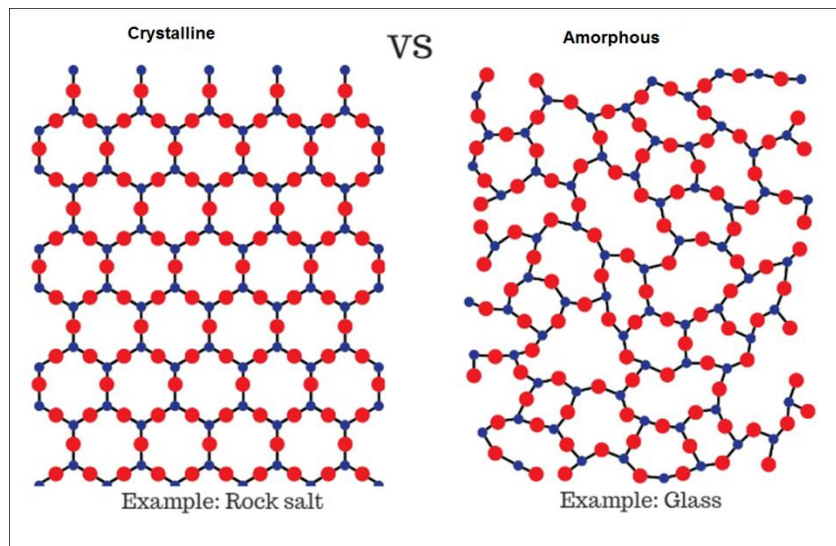 Crystalline
VS
Amorphous
Example: Rock salt
Example: Glass